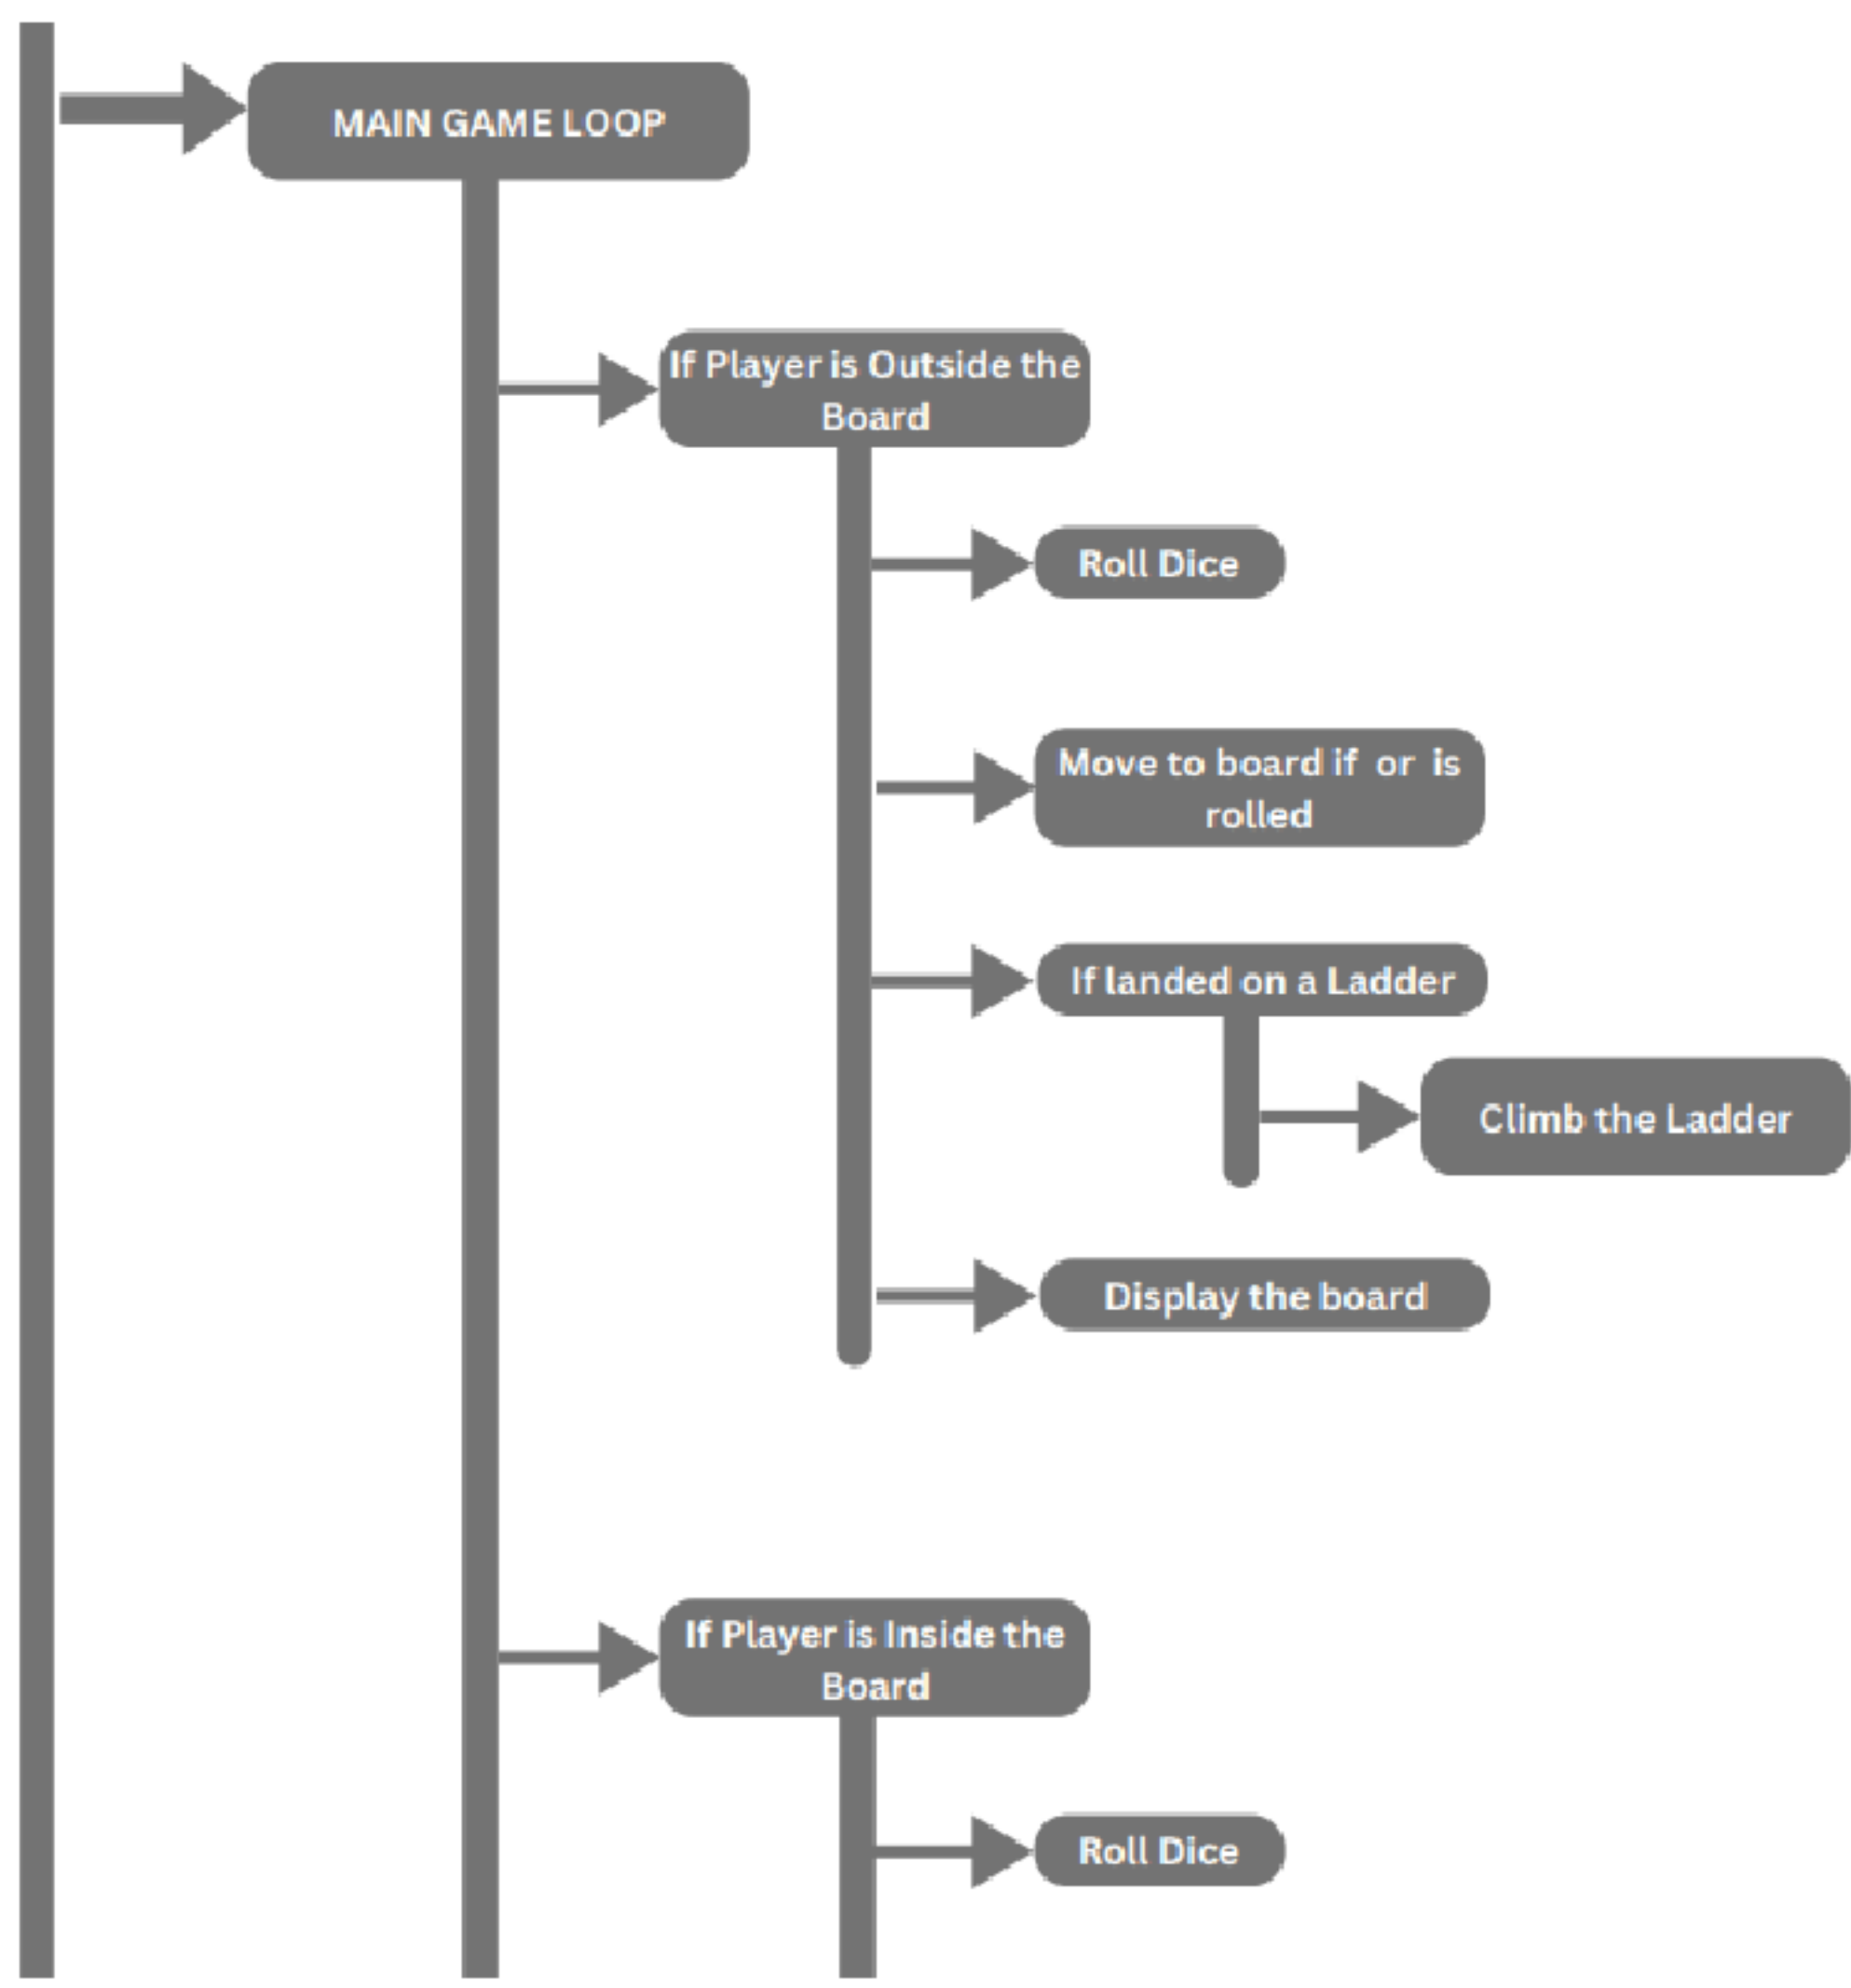 MAIN GAME LOOP
If Player is Outside the
Board
Roll Dice
Move to board if  or  is
rolled
If landed on a Ladder
Climb the Ladder
Display the board
If Player is Inside the
Board
Roll Dice